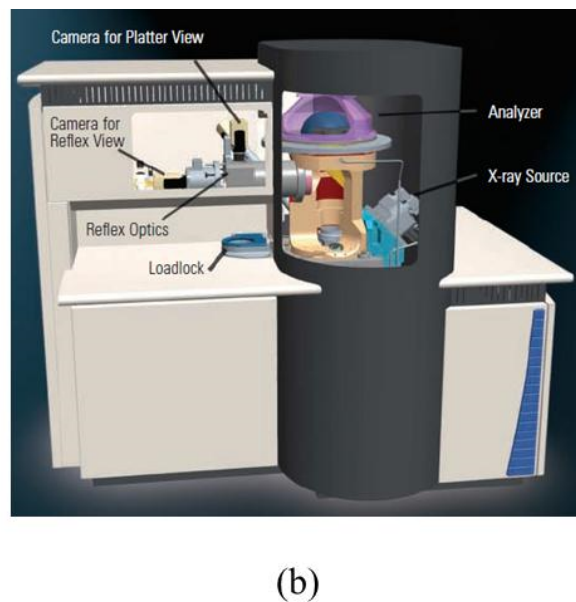 Camera for Platter View
Camera for
Reflex View
Analyzer
X-ray Source
Reflex Optics
Loadlock
(b)